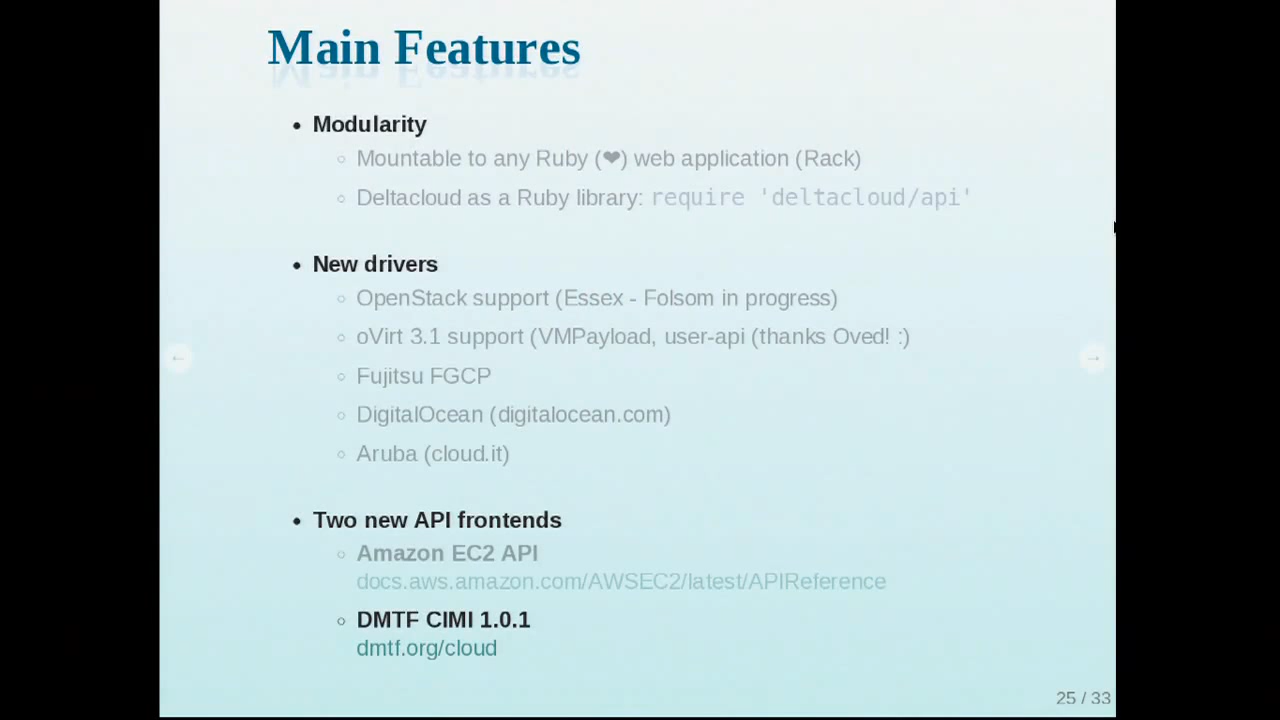 Main Features
• Modularity
◦ Mountable to any Ruby (❤) web application (Rack)
◦ Deltacloud as a Ruby library: require 'deltacloud/api'
• New drivers
◦ OpenStack support (Essex - Folsom in progress)
◦ oVirt 3.1 support (VMPayload, user-api (thanks Oved! :)
◦ Fujitsu FGCP
◦ DigitalOcean (digitalocean.com)
◦ Aruba (cloud.it)
• Two new API frontends
◦ Amazon EC2 API
docs.aws.amazon.com/AWSEC2/latest/APIReference
◦ DMTF CIMI 1.0.1
dmtf.org/cloud
← →
25 / 33